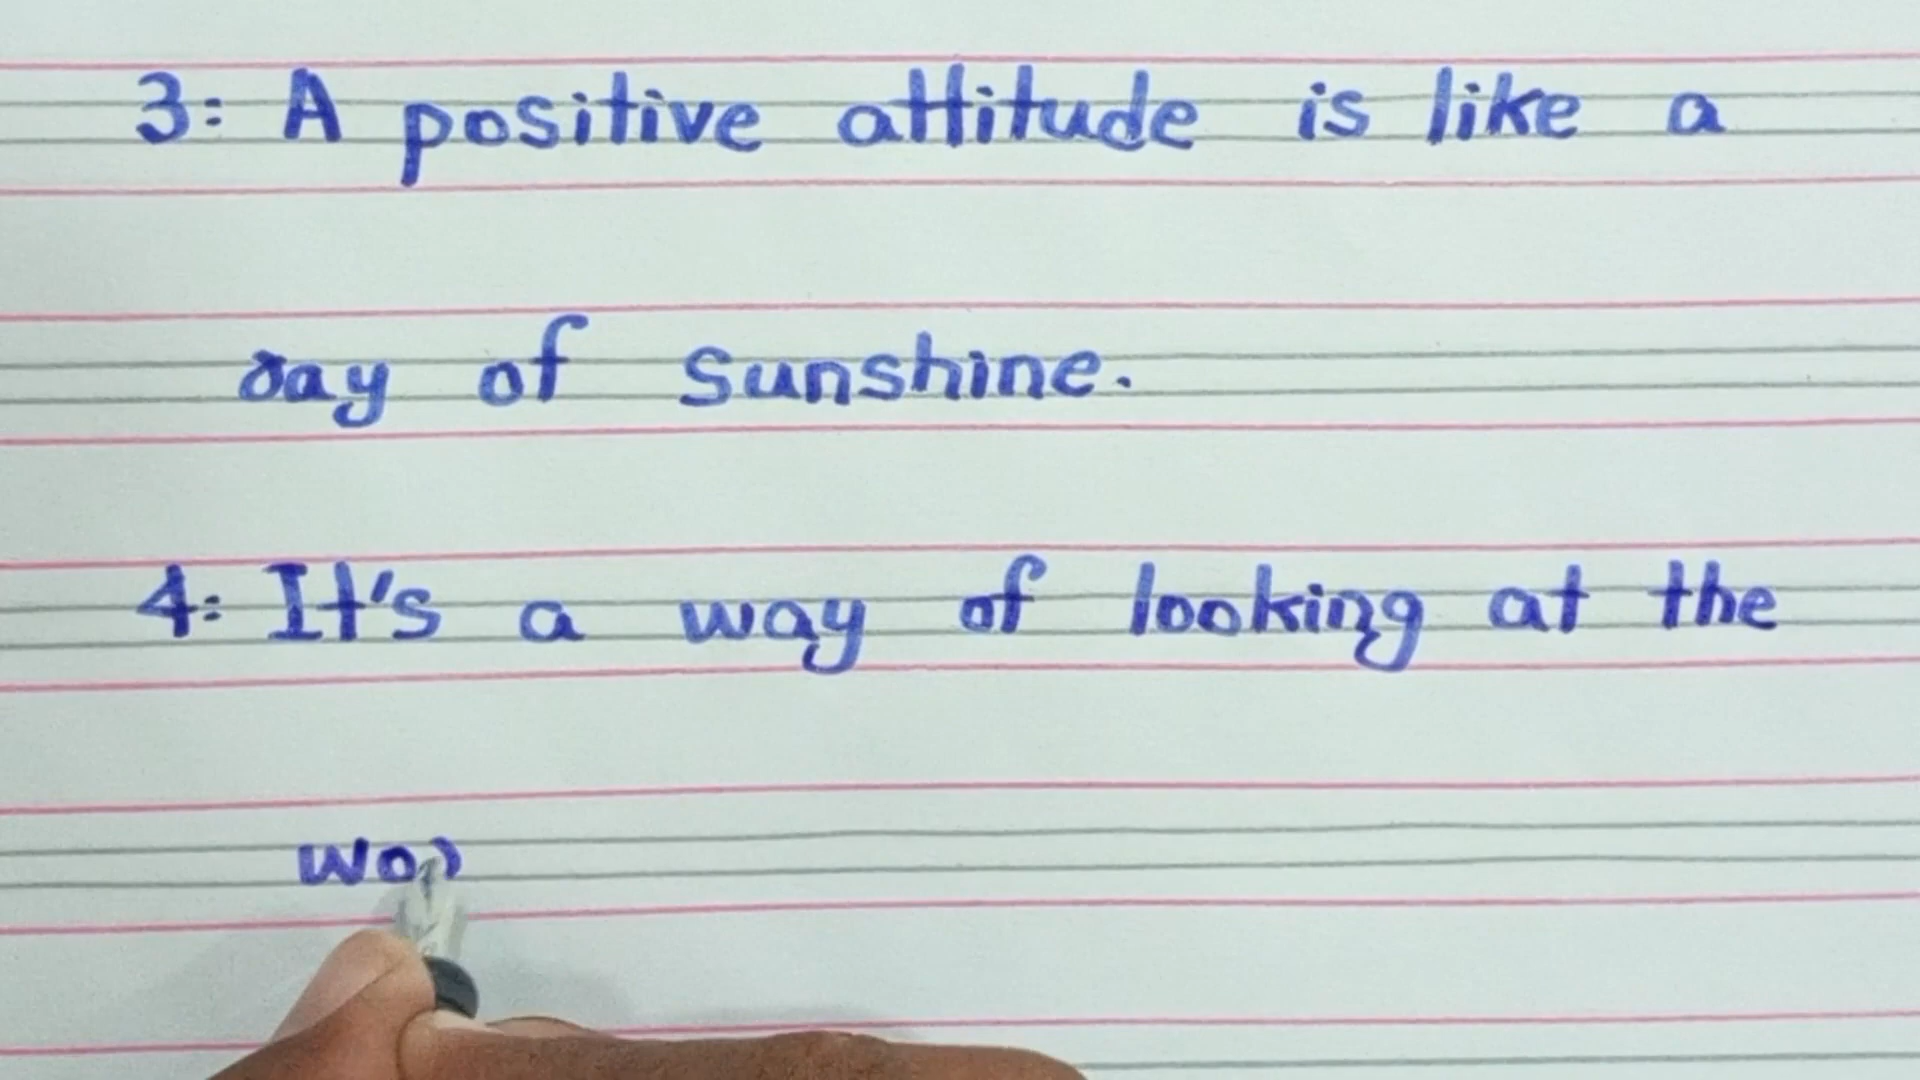 3: A positive attitude is like a
day of sunshine.
4: It's a way of looking at the